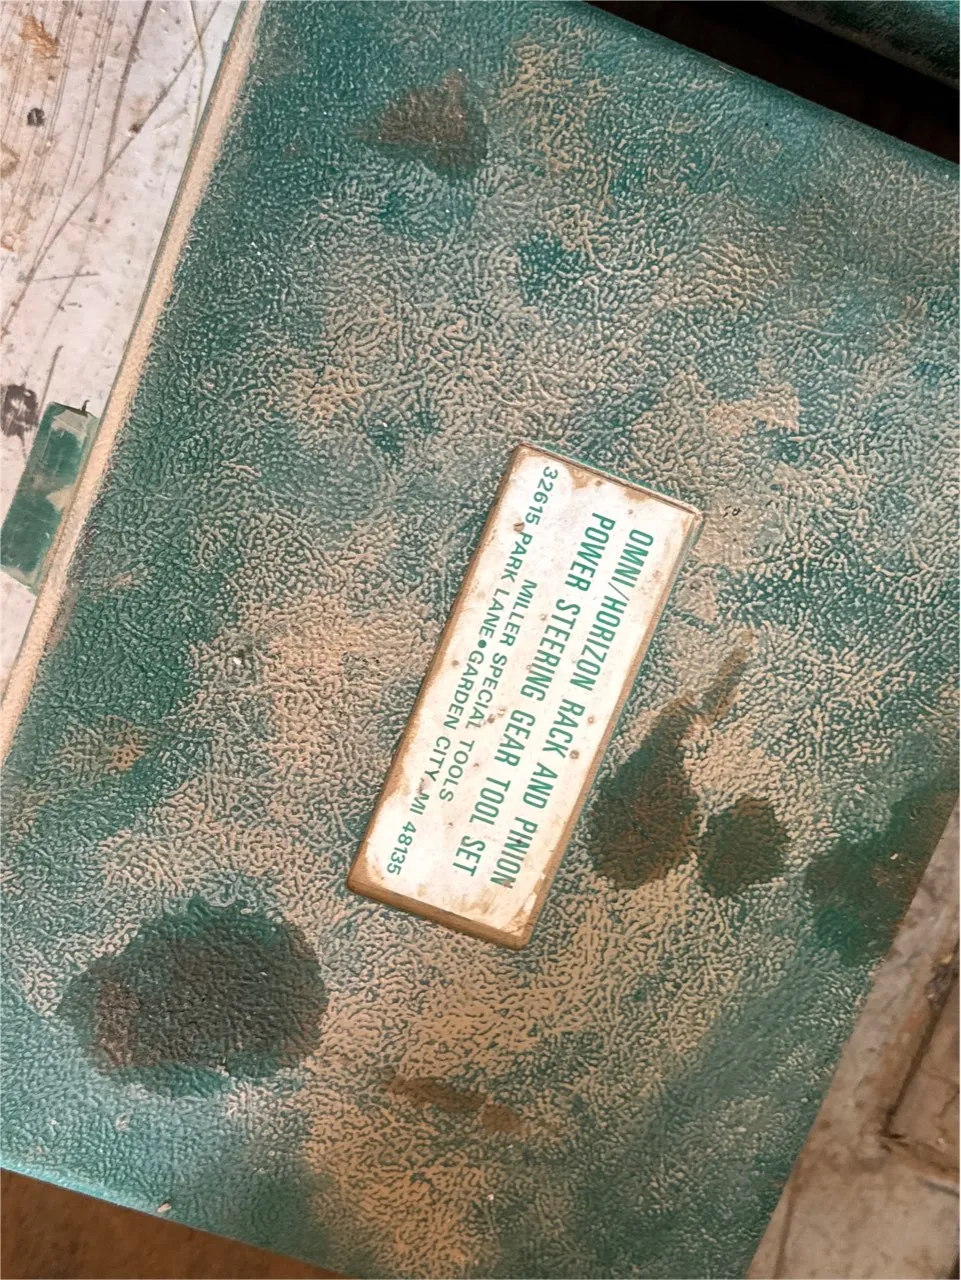 OMNI/HORIZON RACK AND PINION
POWER STEERING GEAR TOOL SET
MILLER SPECIAL TOOLS
32615 PARK LANE•GARDEN CITY, MI 48135